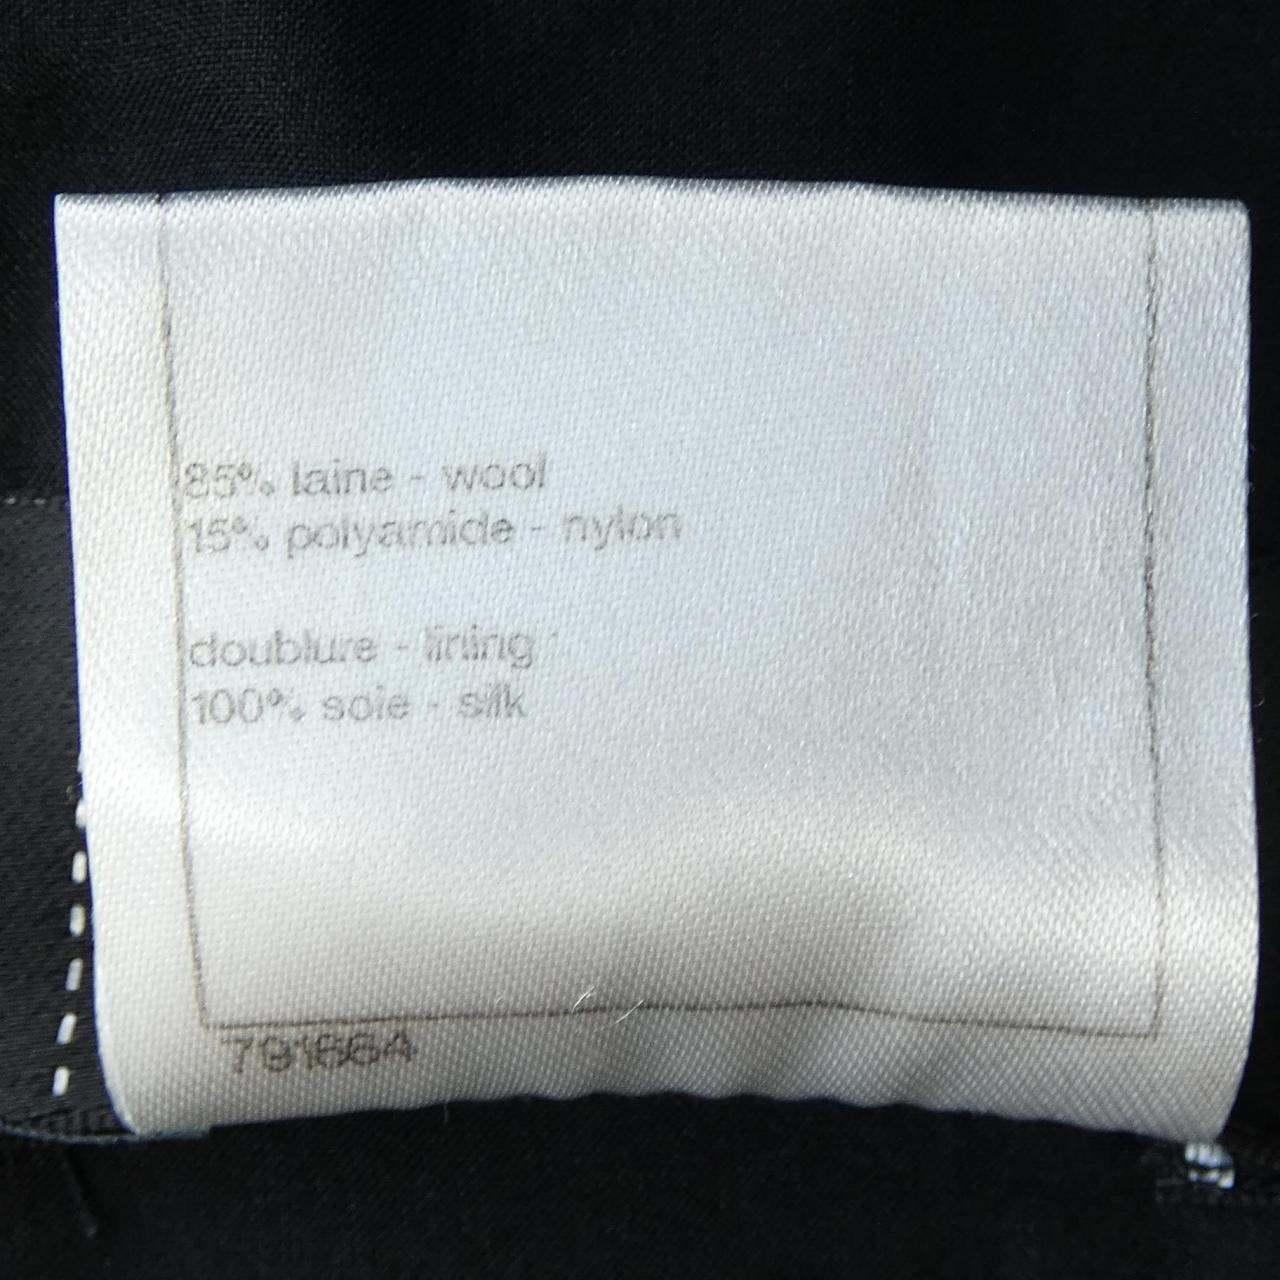 85% laine - wool
15% polyamide - nylon
doublure - lining
100% soie - silk
791664